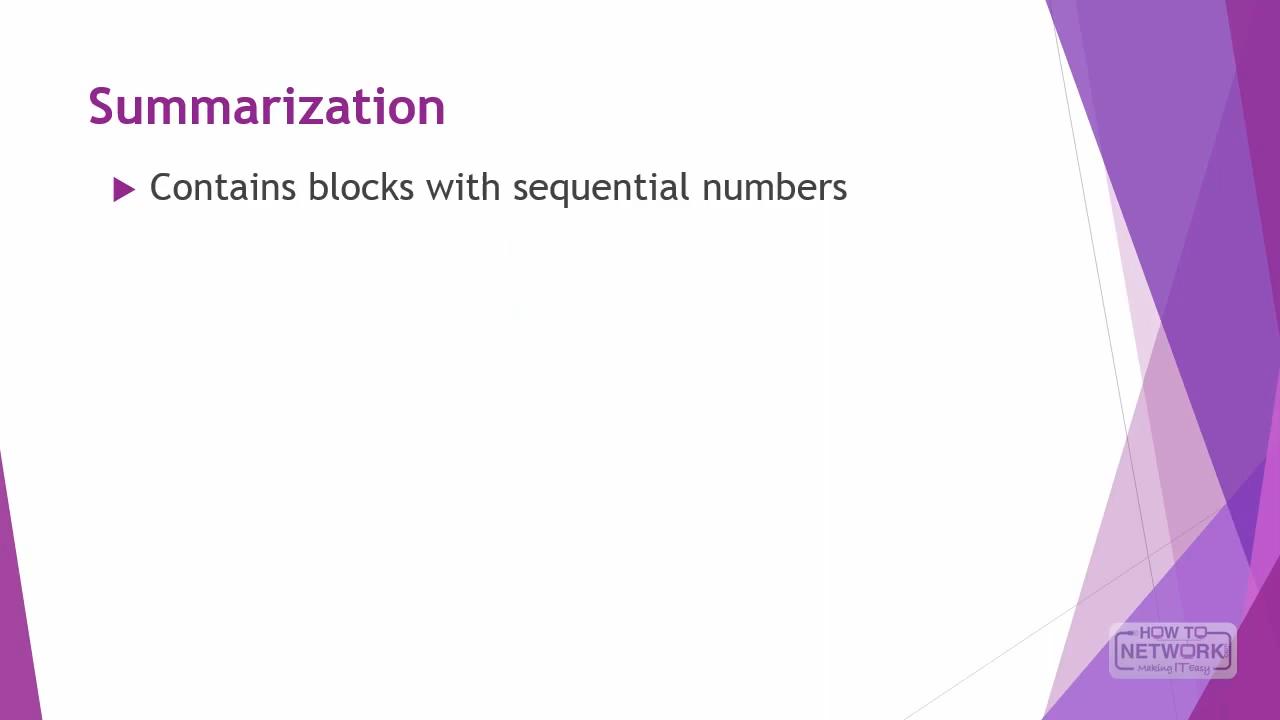 Summarization
Contains blocks with sequential numbers
HOW TO
NETWORK
Making IT Easy